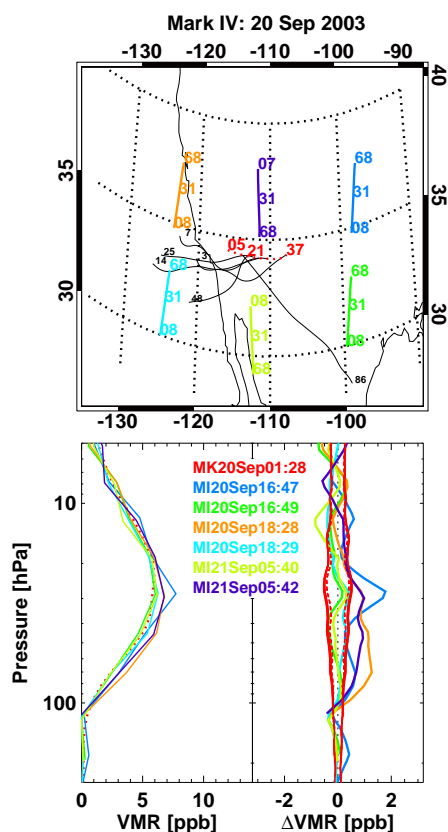 Mark IV: 20 Sep 2003
-130 -120 -110 -100 -90
40
35
35
30
30
68
31
08
07
31
68
68
31
08
7
25
14
3
05
21
37
68
31
08
48
08
31
68
68
31
08
86
-130 -120 -110 -100
MK20Sep01:28
MI20Sep16:47
MI20Sep16:49
MI20Sep18:28
MI20Sep18:29
MI21Sep05:40
MI21Sep05:42
10
100
Pressure [hPa]
0 5 10
-2 0 2
VMR [ppb]
ΔVMR [ppb]